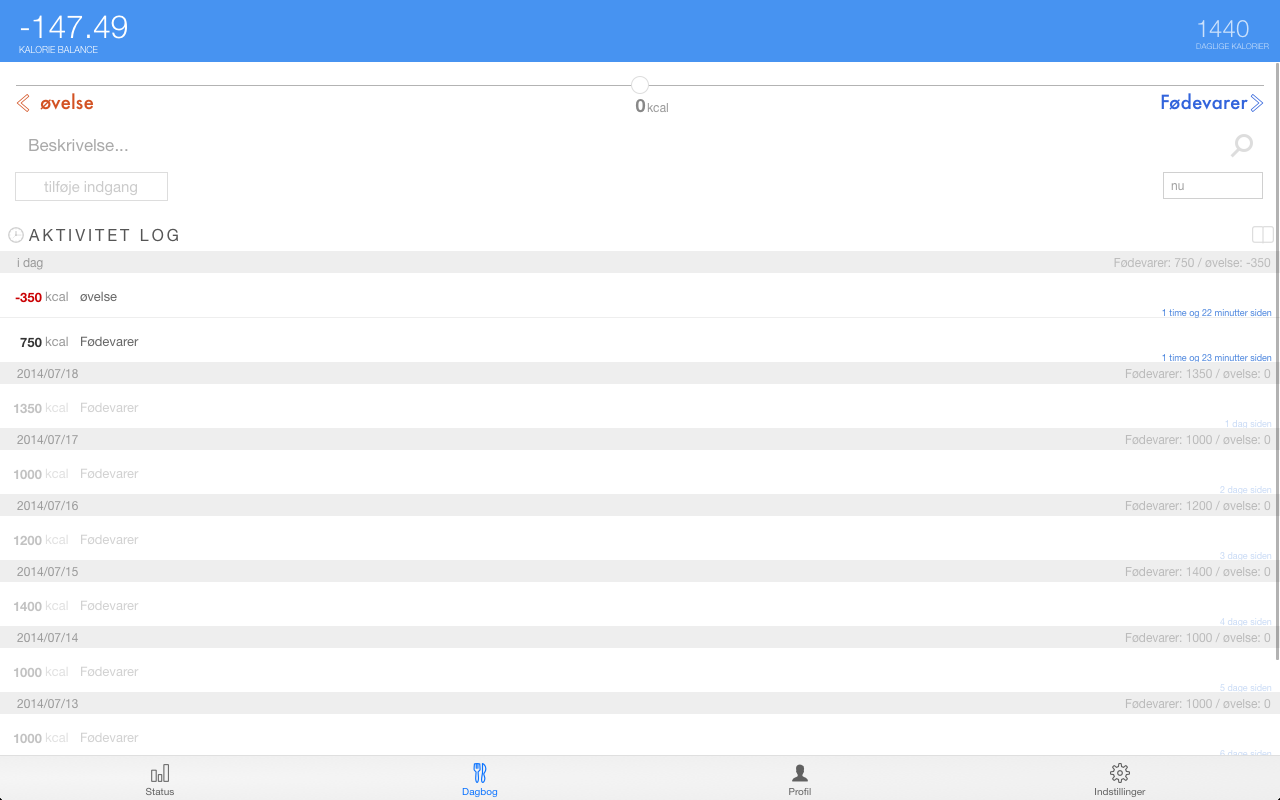 -147.49
KALORIE BALANCE
1440
DAGLIGE KALORIER
øvelse
0 kcal
Fødevarer
Beskrivelse...
tilføje indgang
nu
AKTIVITET LOG
i dag Fødevarer: 750 / øvelse: -350
-350 kcal øvelse
1 time og 22 minutter siden
750 kcal Fødevarer
1 time og 23 minutter siden
2014/07/18 Fødevarer: 1350 / øvelse: 0
1350 kcal Fødevarer
1 dag siden
2014/07/17 Fødevarer: 1000 / øvelse: 0
1000 kcal Fødevarer
2 dage siden
2014/07/16 Fødevarer: 1200 / øvelse: 0
1200 kcal Fødevarer
3 dage siden
2014/07/15 Fødevarer: 1400 / øvelse: 0
1400 kcal Fødevarer
4 dage siden
2014/07/14 Fødevarer: 1000 / øvelse: 0
1000 kcal Fødevarer
5 dage siden
2014/07/13 Fødevarer: 1000 / øvelse: 0
1000 kcal Fødevarer
6 dage siden
Status
Dagbog
Profil
Indstillinger